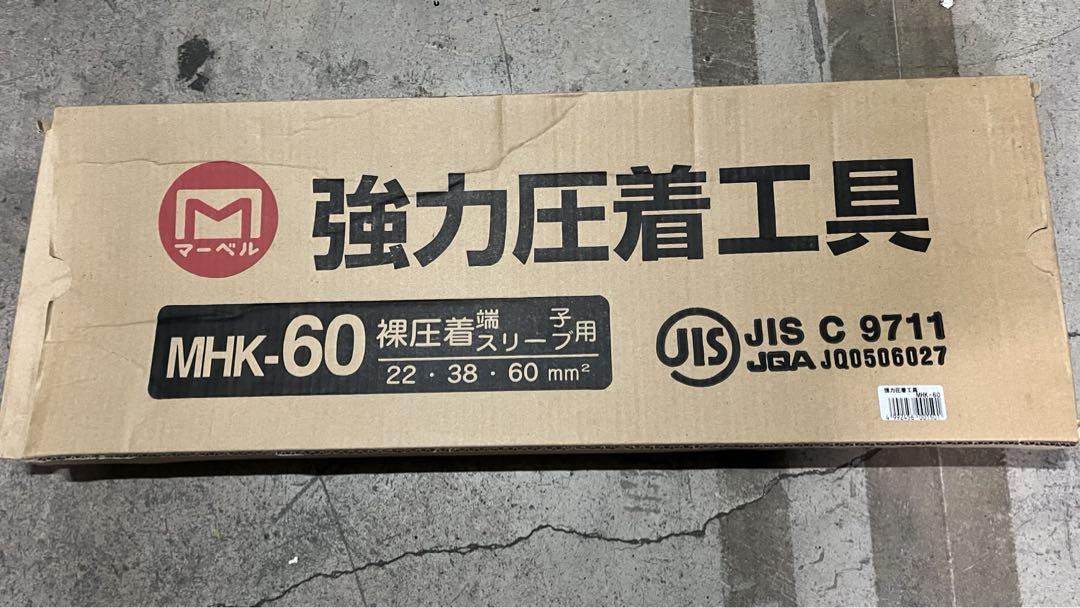 M
マーベル
強力圧着工具
MHK-60 裸圧着端子スリーブ用
22・38・60 mm²
JIS JIS C 9711
JQA JQ0506027
強力圧着工具
MHK-60